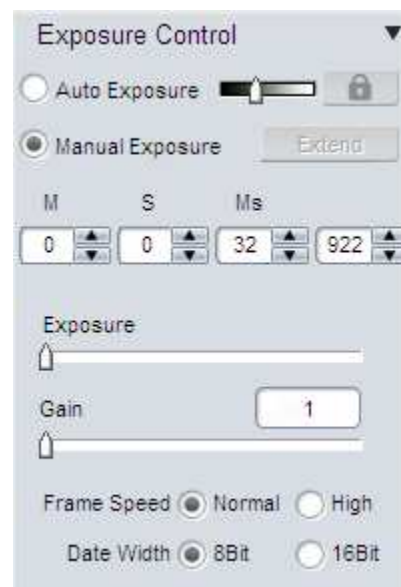 Exposure Control
Auto Exposure
Manual Exposure Extend
M S Ms
0 0 32 922
Exposure
Gain 1
Frame Speed Normal High
Date Width 8Bit 16Bit